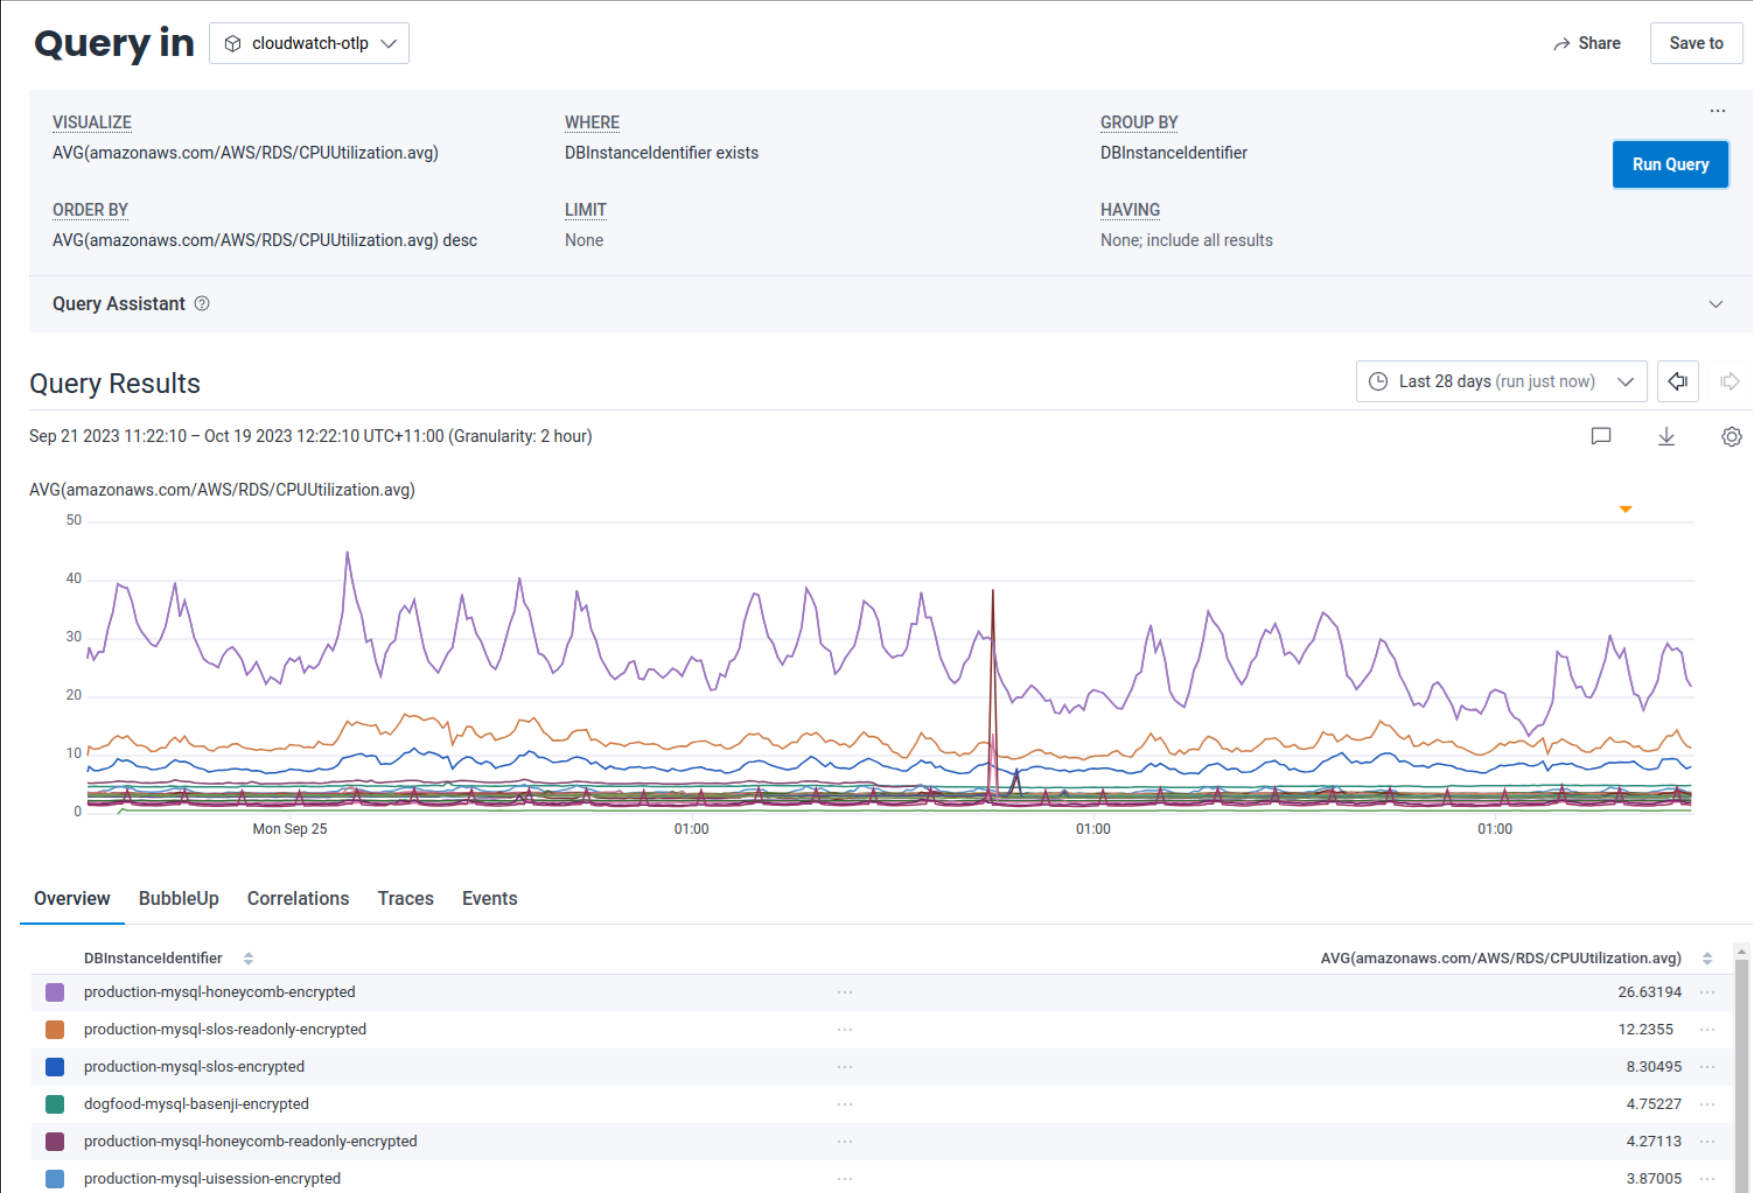 Query in cloudwatch-otlp
Share
Save to
VISUALIZE
AVG(amazonaws.com/AWS/RDS/CPUUtilization.avg)
WHERE
DBInstanceIdentifier exists
GROUP BY
DBInstanceIdentifier
Run Query
ORDER BY
AVG(amazonaws.com/AWS/RDS/CPUUtilization.avg) desc
LIMIT
None
HAVING
None; include all results
Query Assistant
Query Results
Last 28 days (run just now)
Sep 21 2023 11:22:10 – Oct 19 2023 12:22:10 UTC+11:00 (Granularity: 2 hour)
AVG(amazonaws.com/AWS/RDS/CPUUtilization.avg)
50
40
30
20
10
0
Mon Sep 25 01:00 01:00 01:00
Overview BubbleUp Correlations Traces Events
DBInstanceIdentifier AVG(amazonaws.com/AWS/RDS/CPUUtilization.avg)
production-mysql-honeycomb-encrypted 26.63194
production-mysql-slos-readonly-encrypted 12.2355
production-mysql-slos-encrypted 8.30495
dogfood-mysql-basenji-encrypted 4.75227
production-mysql-honeycomb-readonly-encrypted 4.27113
production-mysql-uisession-encrypted 3.87005